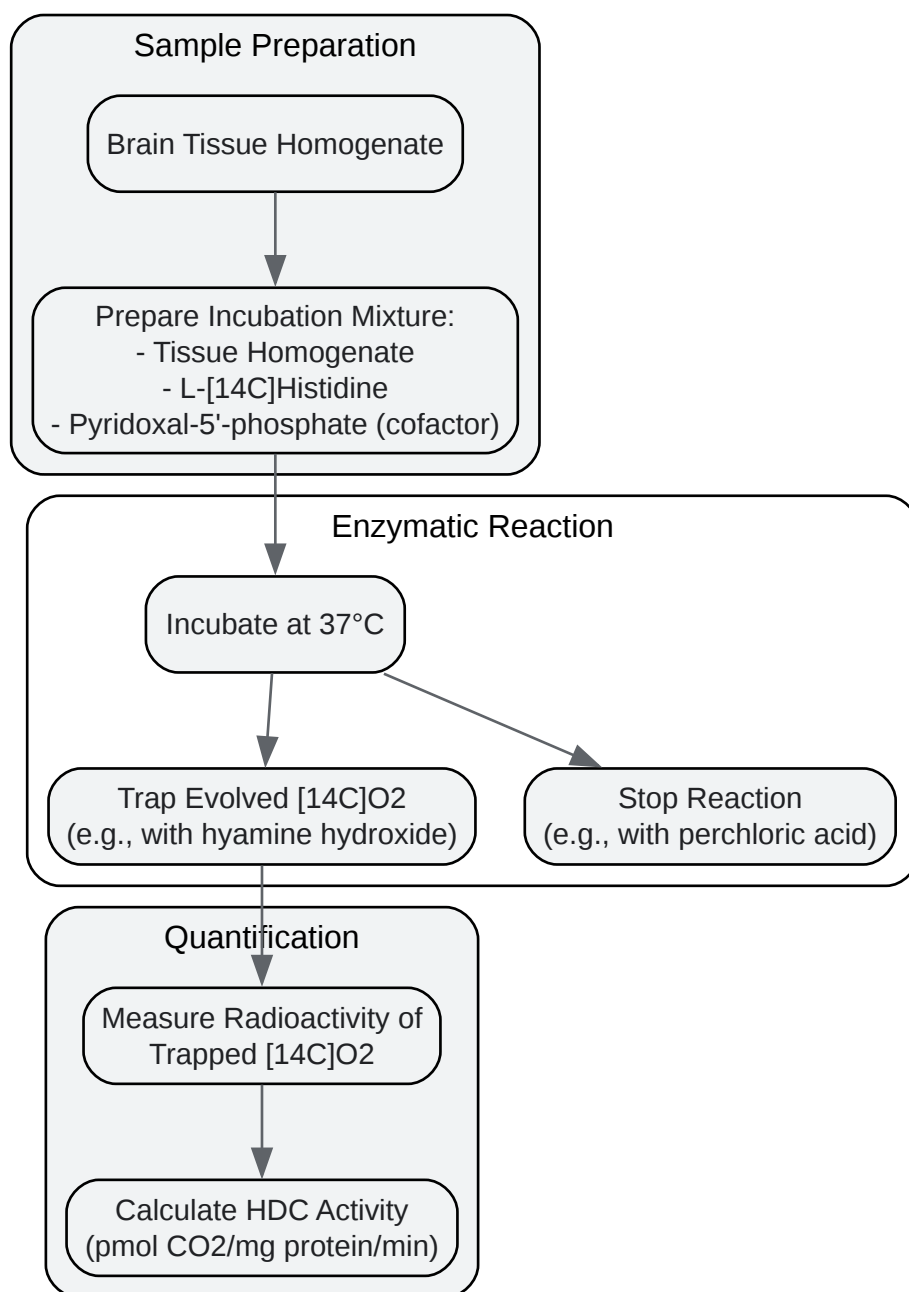 Sample Preparation
Brain Tissue Homogenate
Prepare Incubation Mixture:
- Tissue Homogenate
- L-[14C]Histidine
- Pyridoxal-5'-phosphate (cofactor)
Enzymatic Reaction
Incubate at 37°C
Trap Evolved [14C]O2
(e.g., with hyamine hydroxide)
Stop Reaction
(e.g., with perchloric acid)
Quantification
Measure Radioactivity of
Trapped [14C]O2
Calculate HDC Activity
(pmol CO2/mg protein/min)